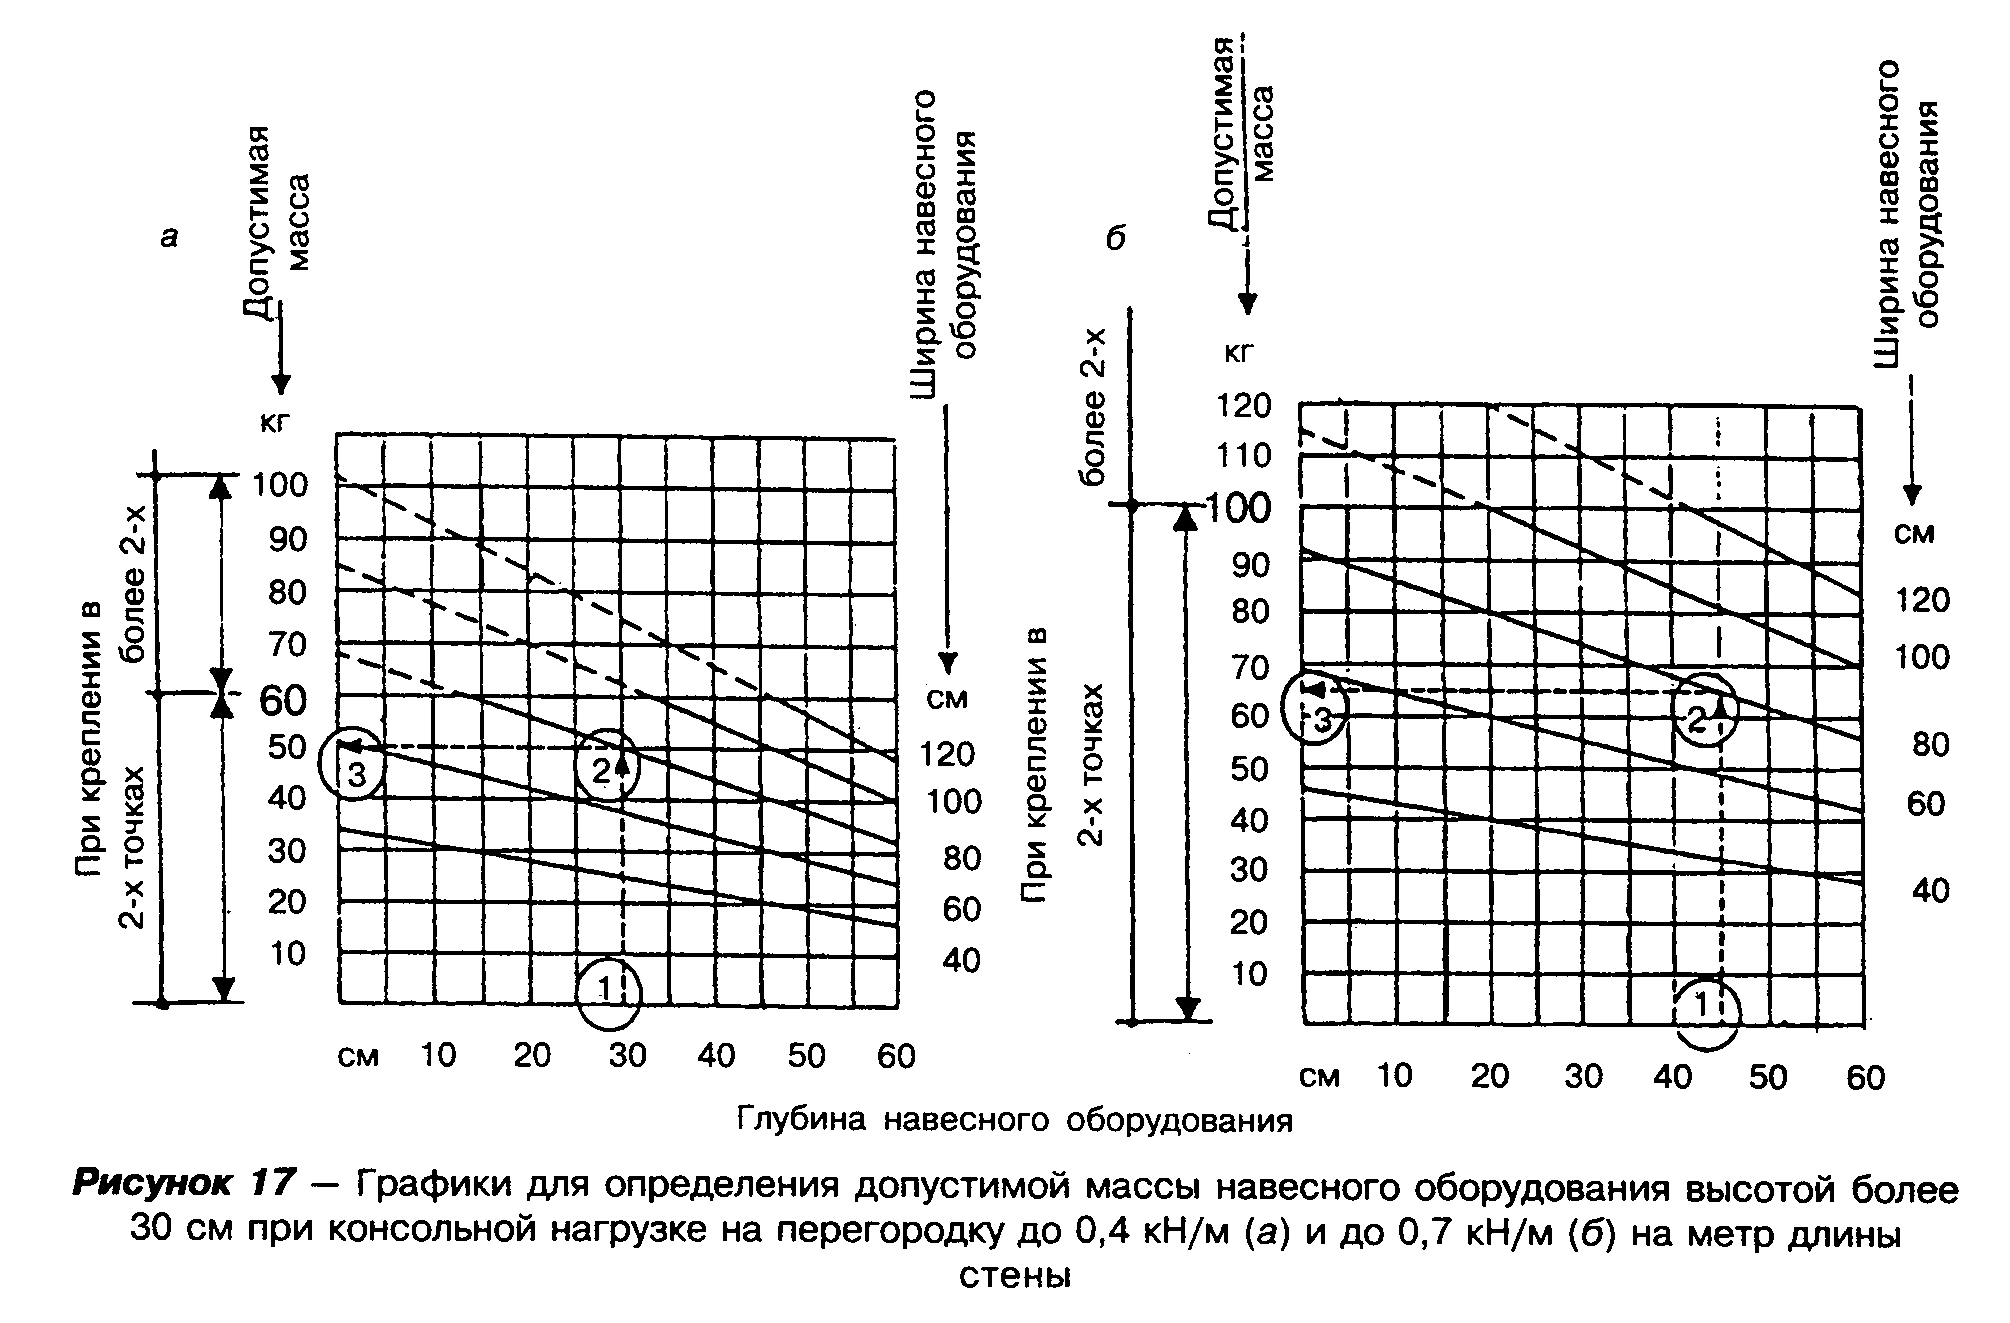 а
Допустимая
масса
кг
Ширина навесного
оборудования
см
При креплении в
более 2-х
2-х точках
100
90
80
70
60
50
40
30
20
10
3
2
1
120
100
80
60
40
см 10 20 30 40 50 60
б
Допустимая
масса
кг
Ширина навесного
оборудования
см
При креплении в
более 2-х
2-х точках
120
110
100
90
80
70
60
50
40
30
20
10
3
2
1
120
100
80
60
40
см 10 20 30 40 50 60
Глубина навесного оборудования
Рисунок 17 — Графики для определения допустимой массы навесного оборудования высотой более
30 см при консольной нагрузке на перегородку до 0,4 кН/м (а) и до 0,7 кН/м (б) на метр длины
стены